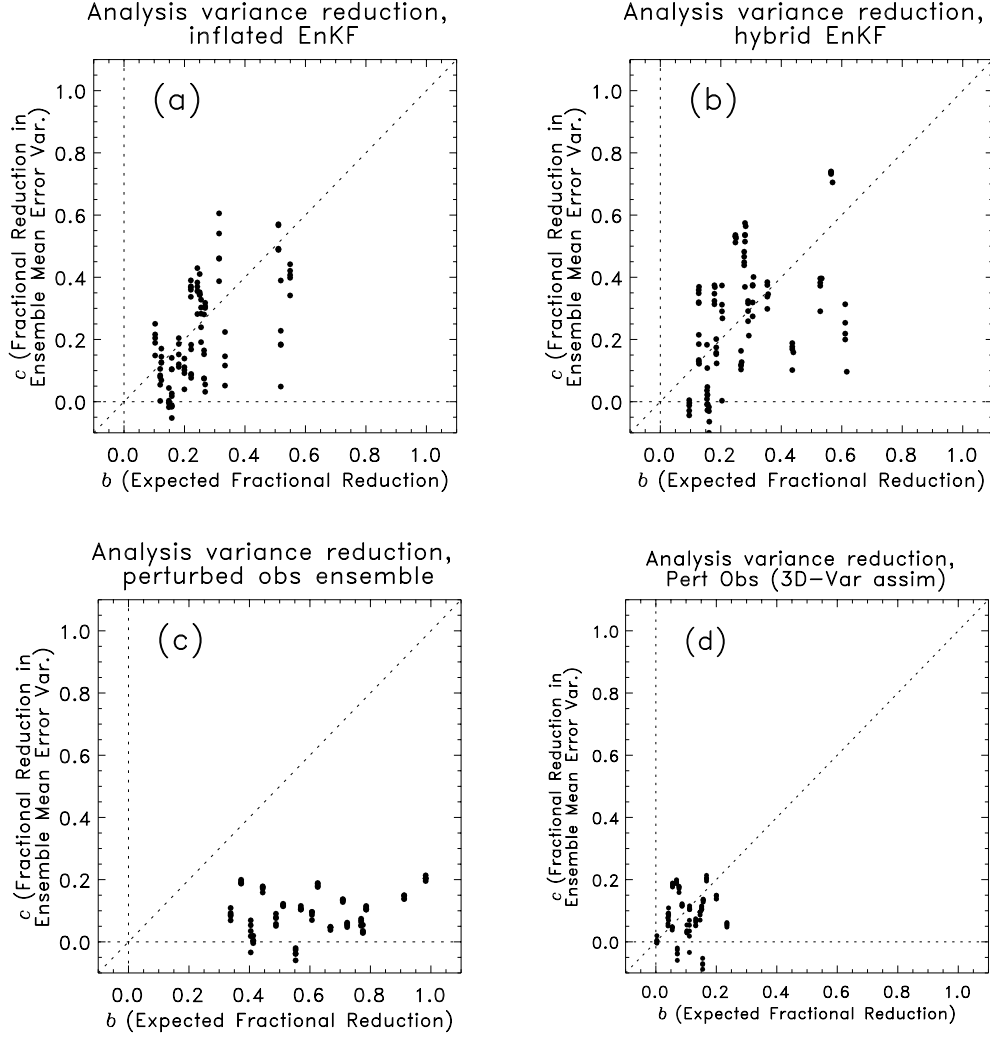 Analysis variance reduction,
inflated EnKF
(a)
c (Fractional Reduction in
Ensemble Mean Error Var.)
1.0
0.8
0.6
0.4
0.2
0.0
0.0 0.2 0.4 0.6 0.8 1.0
b (Expected Fractional Reduction)
Analysis variance reduction,
hybrid EnKF
(b)
c (Fractional Reduction in
Ensemble Mean Error Var.)
1.0
0.8
0.6
0.4
0.2
0.0
0.0 0.2 0.4 0.6 0.8 1.0
b (Expected Fractional Reduction)
Analysis variance reduction,
perturbed obs ensemble
(c)
c (Fractional Reduction in
Ensemble Mean Error Var.)
1.0
0.8
0.6
0.4
0.2
0.0
0.0 0.2 0.4 0.6 0.8 1.0
b (Expected Fractional Reduction)
Analysis variance reduction,
Pert Obs (3D-Var assim)
(d)
c (Fractional Reduction in
Ensemble Mean Error Var.)
1.0
0.8
0.6
0.4
0.2
0.0
0.0 0.2 0.4 0.6 0.8 1.0
b (Expected Fractional Reduction)